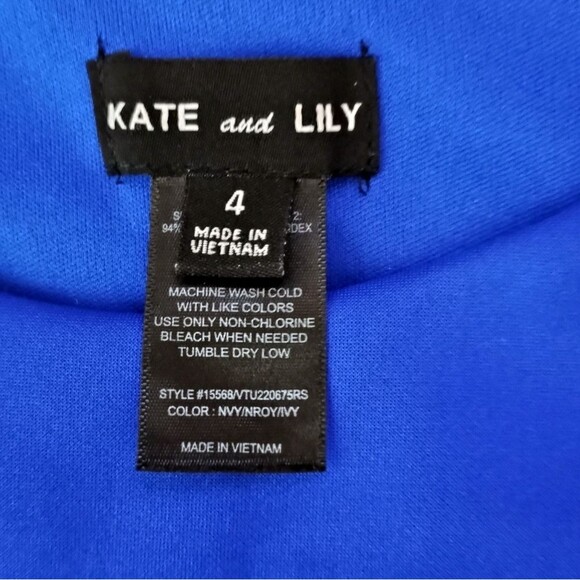 KATE and LILY
4
MADE IN
VIETNAM
94%
MACHINE WASH COLD
WITH LIKE COLORS
USE ONLY NON-CHLORINE
BLEACH WHEN NEEDED
TUMBLE DRY LOW
STYLE #15568/VTU220675RS
COLOR : NVY/NROY/IVY
MADE IN VIETNAM